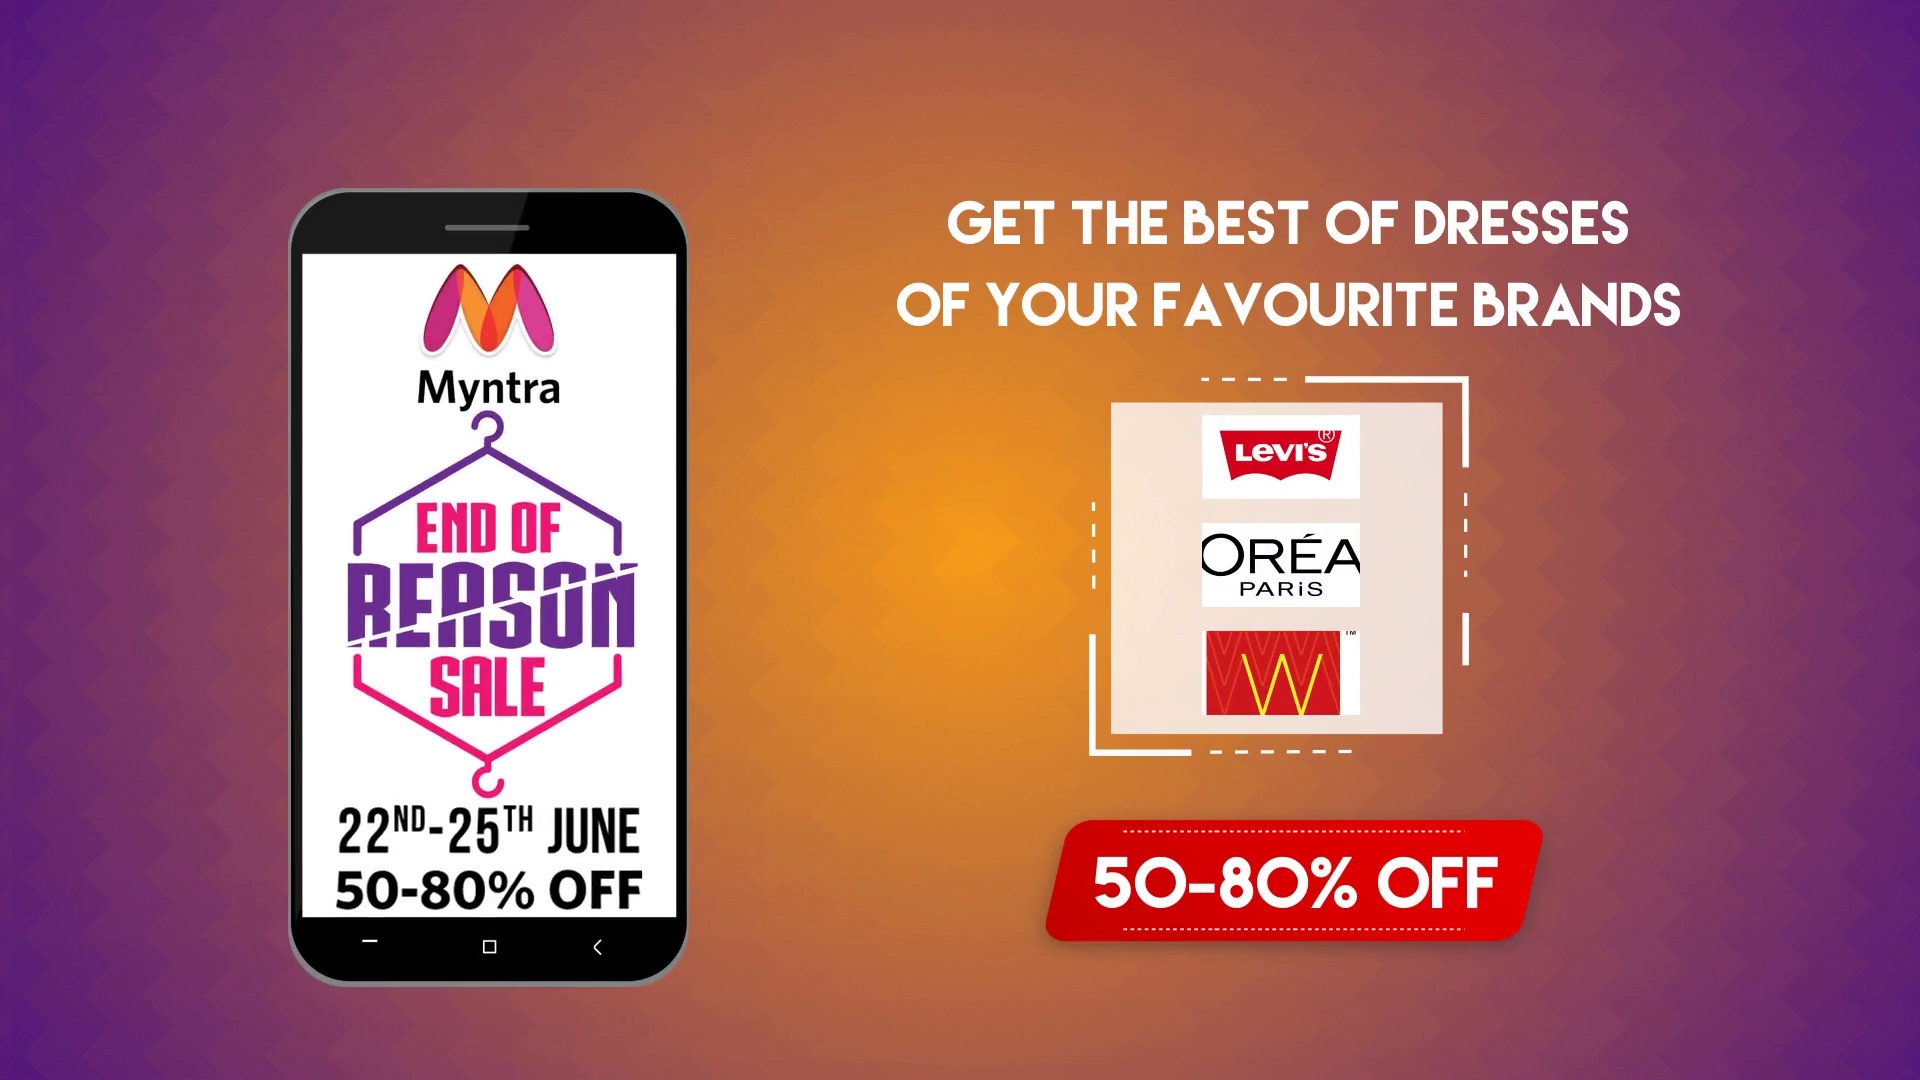 Myntra
END OF
REASON
SALE
22ND-25TH JUNE
50-80% OFF
GET THE BEST OF DRESSES
OF YOUR FAVOURITE BRANDS
LEVI'S®
ORÉA
PARIS
W™
50-80% OFF